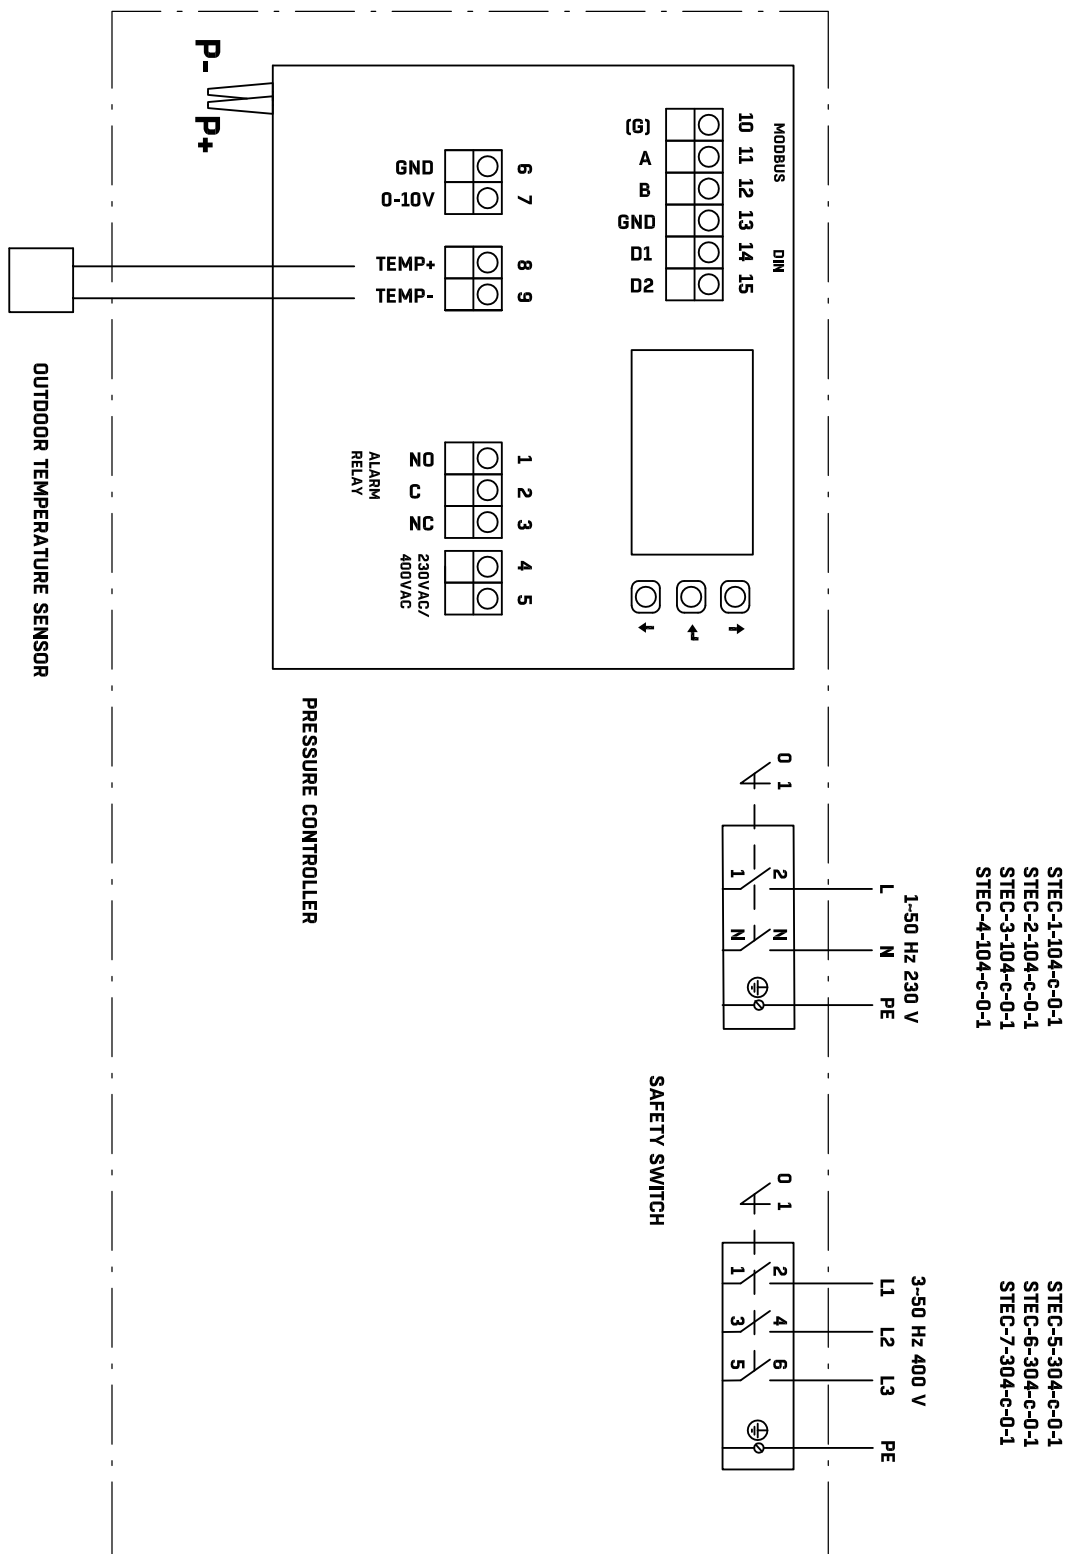 P-
P+
(G)
A
B
GND
D1
D2
10
11
12
13
14
15
MODBUS
DIN
GND
0-10V
6
7
TEMP+
TEMP-
8
9
NO
C
NC
1
2
3
ALARM
RELAY
4
5
230VAC/
400VAC
OUTDOOR TEMPERATURE SENSOR
PRESSURE CONTROLLER
STEC-1-104-c-0-1
STEC-2-104-c-0-1
STEC-3-104-c-0-1
STEC-4-104-c-0-1
1~50 Hz 230 V
L
N
PE
0 1
2
1
N
N
SAFETY SWITCH
STEC-5-304-c-0-1
STEC-6-304-c-0-1
STEC-7-304-c-0-1
3~50 Hz 400 V
L1
L2
L3
PE
0 1
2 4 6
1 3 5